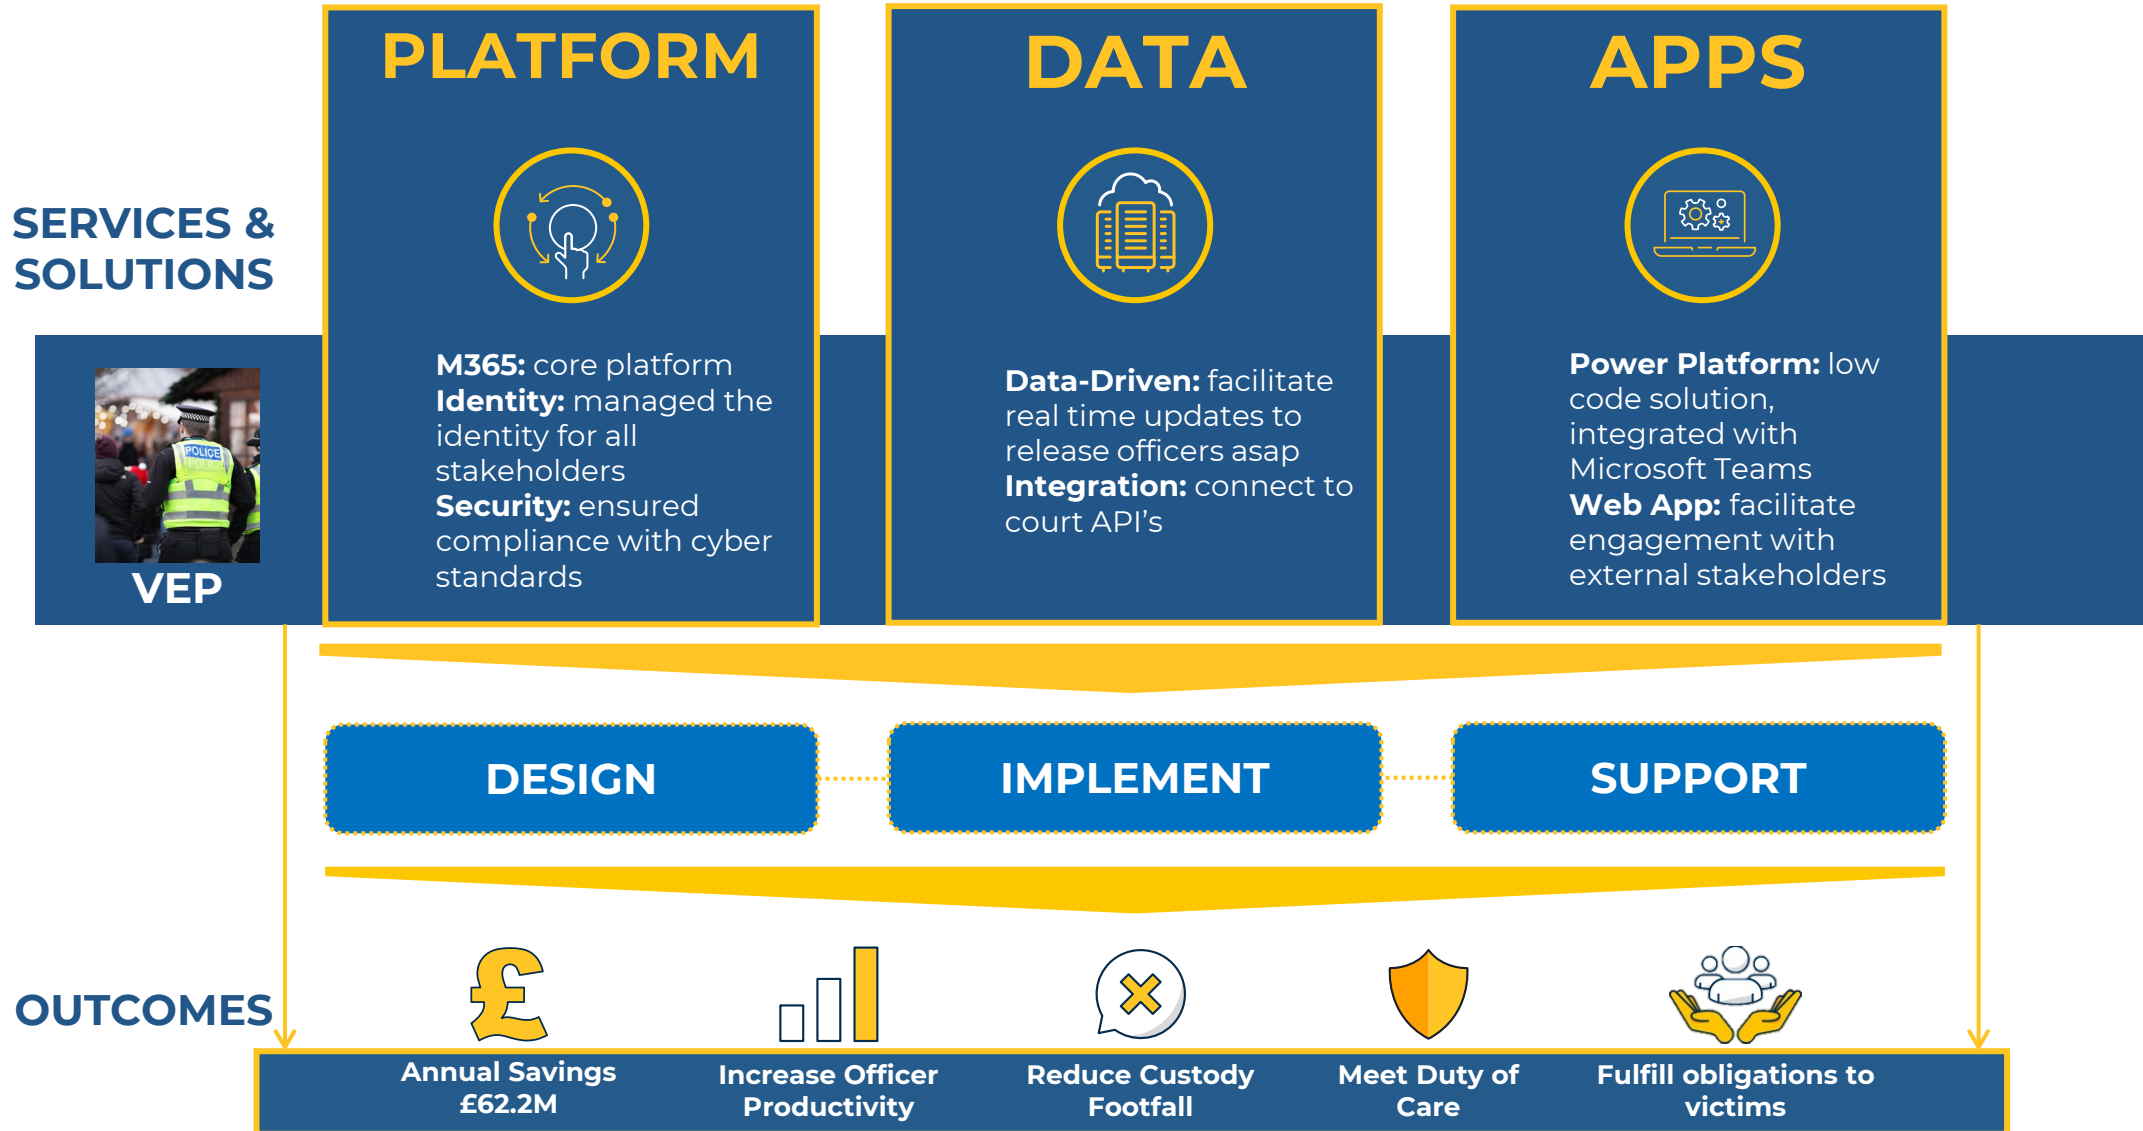 PLATFORM
DATA
APPS
SERVICES &
SOLUTIONS
M365: core platform
Identity: managed the
identity for all
stakeholders
Security: ensured
compliance with cyber
standards
Data-Driven: facilitate
real time updates to
release officers asap
Integration: connect to
court API’s
Power Platform: low
code solution,
integrated with
Microsoft Teams
Web App: facilitate
engagement with
external stakeholders
POLICE
VEP
DESIGN
IMPLEMENT
SUPPORT
OUTCOMES
£
Annual Savings
£62.2M
Increase Officer
Productivity
Reduce Custody
Footfall
Meet Duty of
Care
Fulfill obligations to
victims